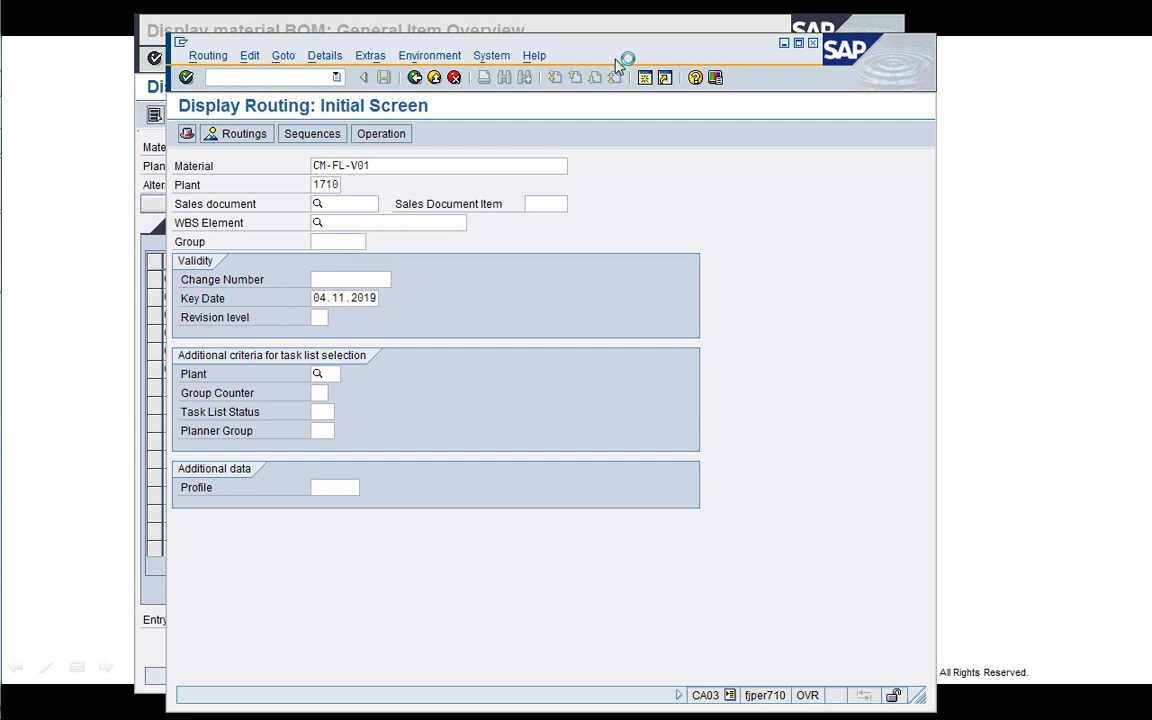 Display material BOM: General Item Overview
SAP
Routing Edit Goto Details Extras Environment System Help
SAP
Display Routing: Initial Screen
Routings Sequences Operation
Mate
Material CM-FL-V01
Plan
Plant 1710
Alter
Sales document Sales Document Item
WBS Element
Group
Validity
Change Number
Key Date 04.11.2019
Revision level
Additional criteria for task list selection
Plant
Group Counter
Task List Status
Planner Group
Additional data
Profile
Entry
All Rights Reserved.
CA03 fjper710 OVR